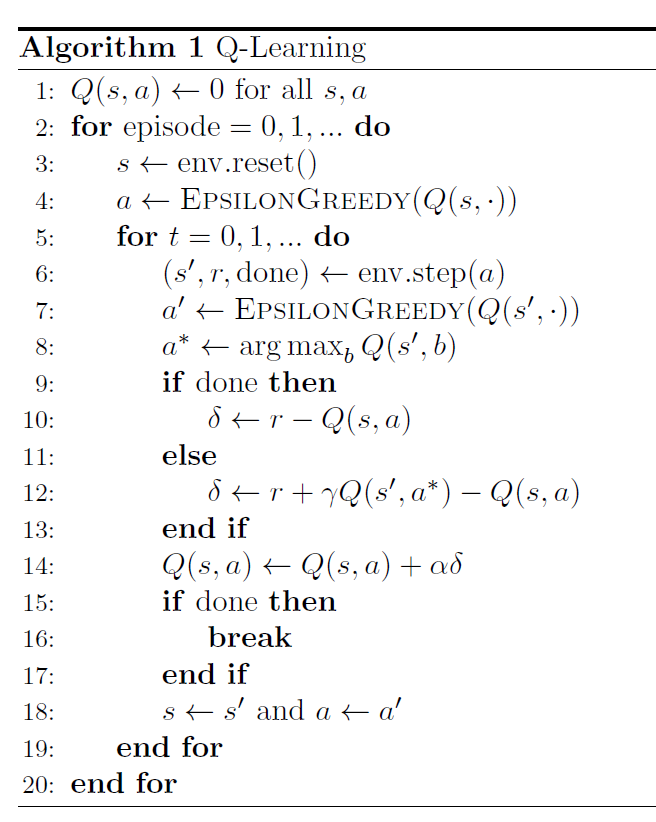 Algorithm 1 Q-Learning
1: Q(s, a) ← 0 for all s, a
2: for episode = 0, 1, ... do
3: s ← env.reset()
4: a ← EPSILONGREEDY(Q(s, ·))
5: for t = 0, 1, ... do
6: (s′, r, done) ← env.step(a)
7: a′ ← EPSILONGREEDY(Q(s′, ·))
8: a* ← arg max_b Q(s′, b)
9: if done then
10: δ ← r − Q(s, a)
11: else
12: δ ← r + γQ(s′, a*) − Q(s, a)
13: end if
14: Q(s, a) ← Q(s, a) + αδ
15: if done then
16: break
17: end if
18: s ← s′ and a ← a′
19: end for
20: end for